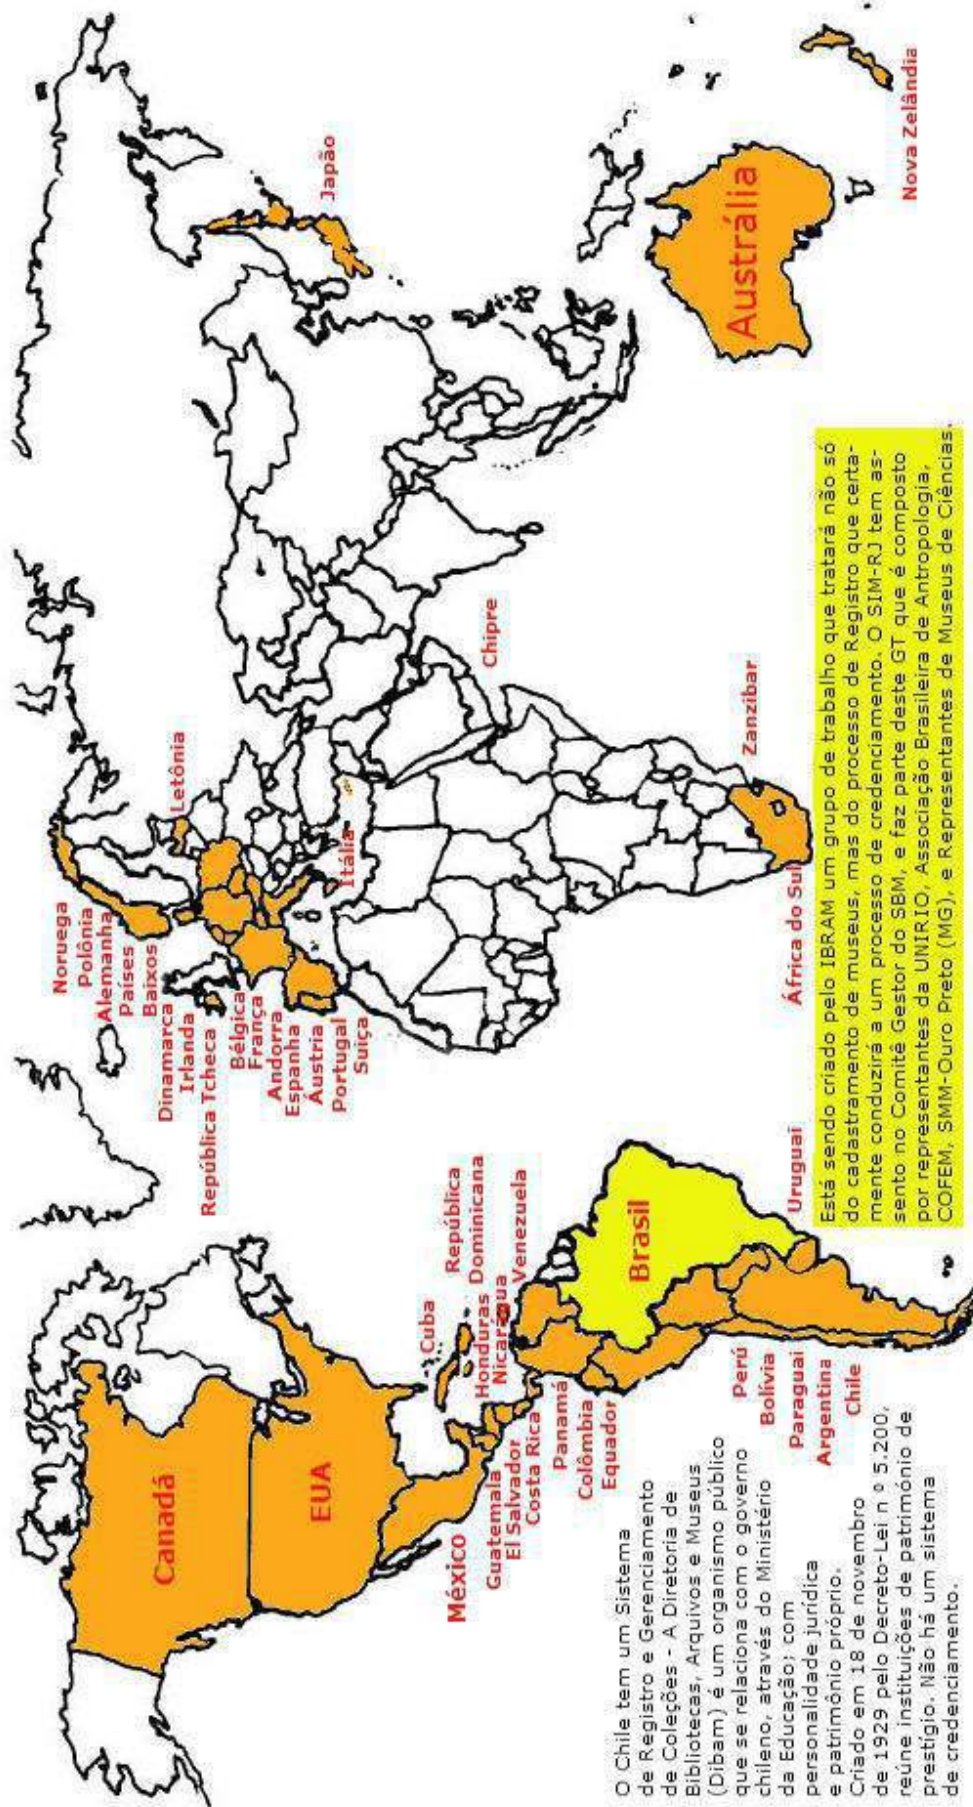 Canadá
EUA
México
Guatemala
El Salvador
Costa Rica
Cuba
República
Dominicana
Honduras
Nicaragua
Venezuela
Panamá
Colômbia
Equador
Brasil
Perú
Bolívia
Paraguai
Argentina
Chile
Uruguai
Noruega
Polônia
Alemanha
Países
Baixos
Dinamarca
Irlanda
República Tcheca
Bélgica
França
Andorra
Espanha
Áustria
Portugal
Suiça
Letônia
Itália
Chipre
Zanzibar
África do Sul
Japão
Austrália
Nova Zelândia
O Chile tem um Sistema
de Registro e Gerenciamento
de Coleções - A Diretoria de
Bibliotecas, Arquivos e Museus
(Dibam) é um organismo público
que se relaciona com o governo
chileno, através do Ministério
da Educação; com
personalidade jurídica
e patrimônio próprio.
Criado em 18 de novembro
de 1929 pelo Decreto-Lei n º 5.200,
reúne instituições de patrimônio de
prestígio. Não há um sistema
de credenciamento.
Está sendo criado pelo IBRAM um grupo de trabalho que tratará não só
do cadastramento de museus, mas do processo de Registro que certa-
mente conduzirá a um processo de credenciamento. O SIM-RJ tem as-
sento no Comitê Gestor do SBM, e faz parte deste GT que é composto
por representantes da UNIRIO, Associação Brasileira de Antropologia,
COFEM, SMM-Ouro Preto (MG), e Representantes de Museus de Ciências.